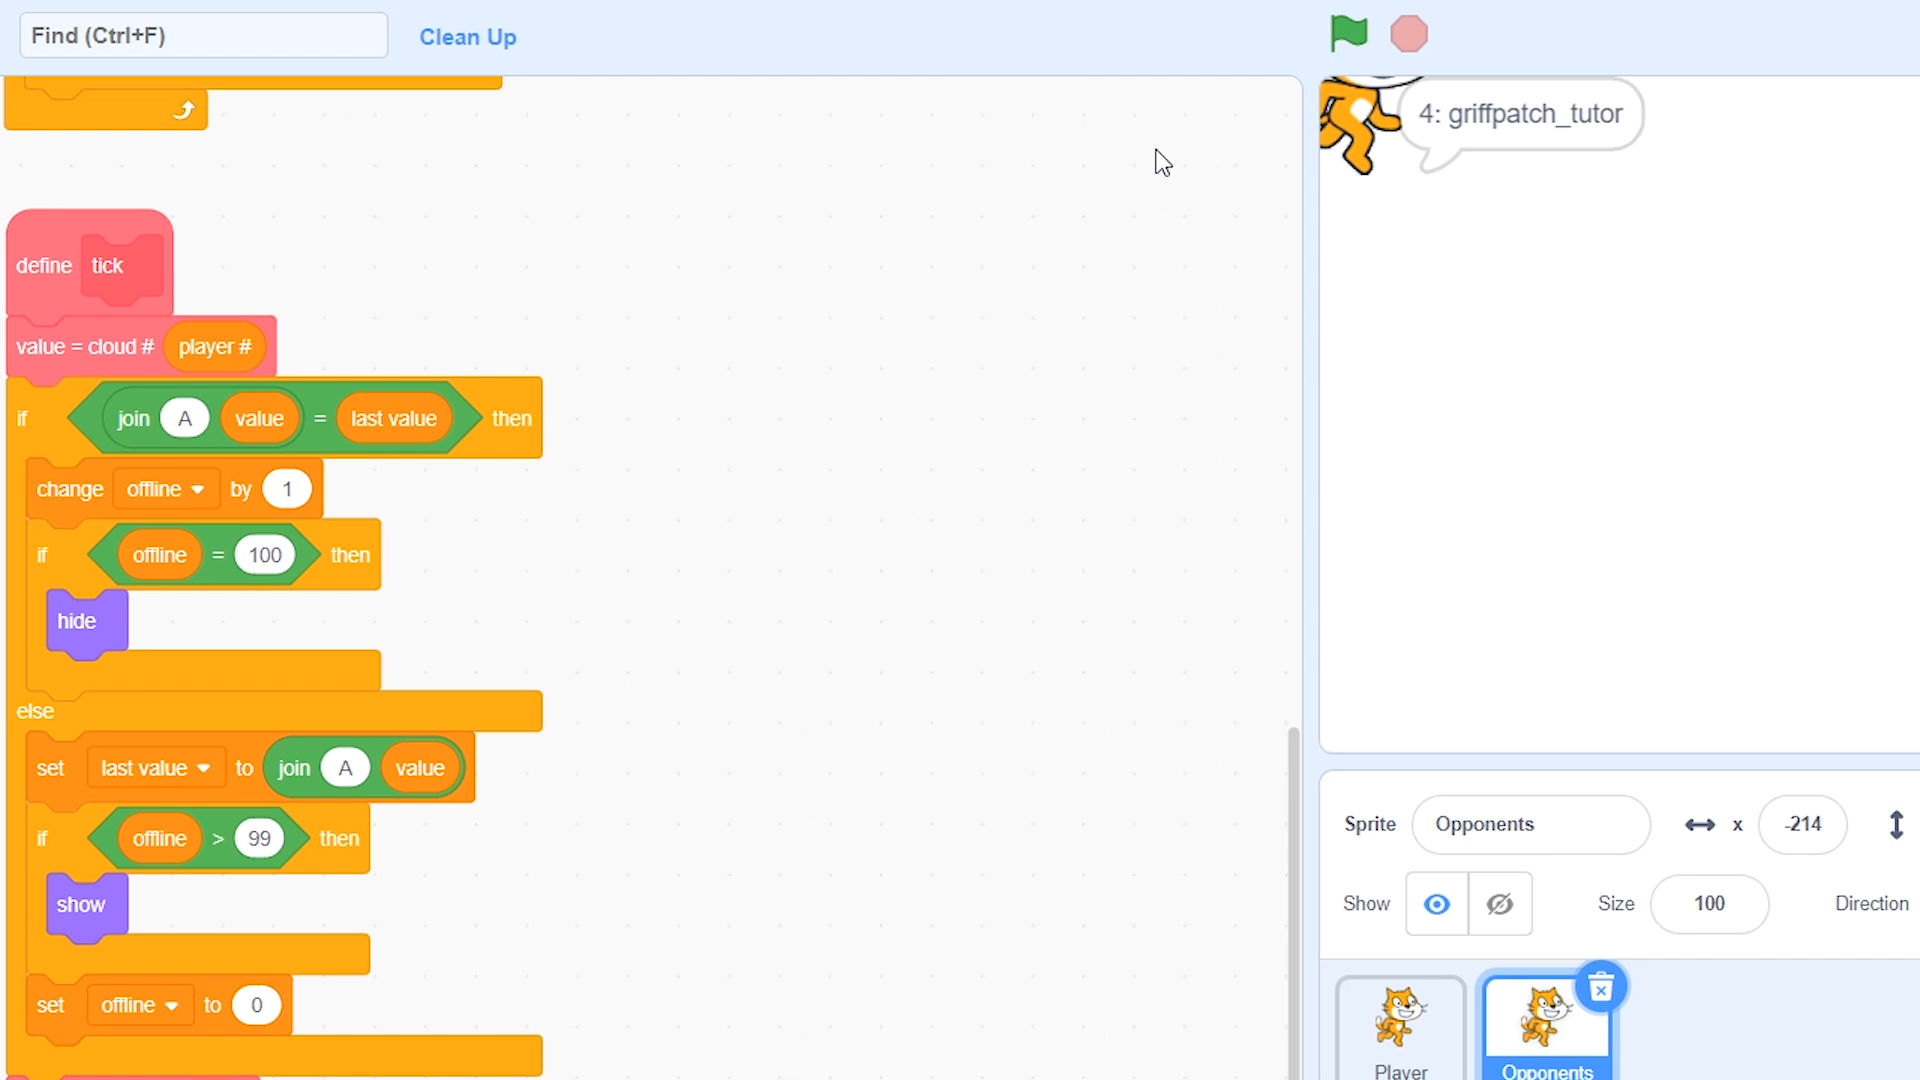 Find (Ctrl+F)
Clean Up
4: griffpatch_tutor
define tick
value = cloud # player #
if join A value = last value then
change offline by 1
if offline = 100 then
hide
else
set last value to join A value
if offline > 99 then
show
set offline to 0
Sprite Opponents x -214
Show Size 100 Direction
Player Opponents